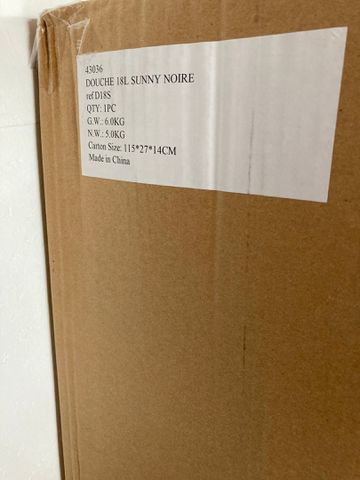 43036
DOUCHE 18L SUNNY NOIRE
ref D18S
QTY: 1PC
G.W.: 6.0KG
N.W.: 5.0KG
Carton Size: 115*27*14CM
Made in China